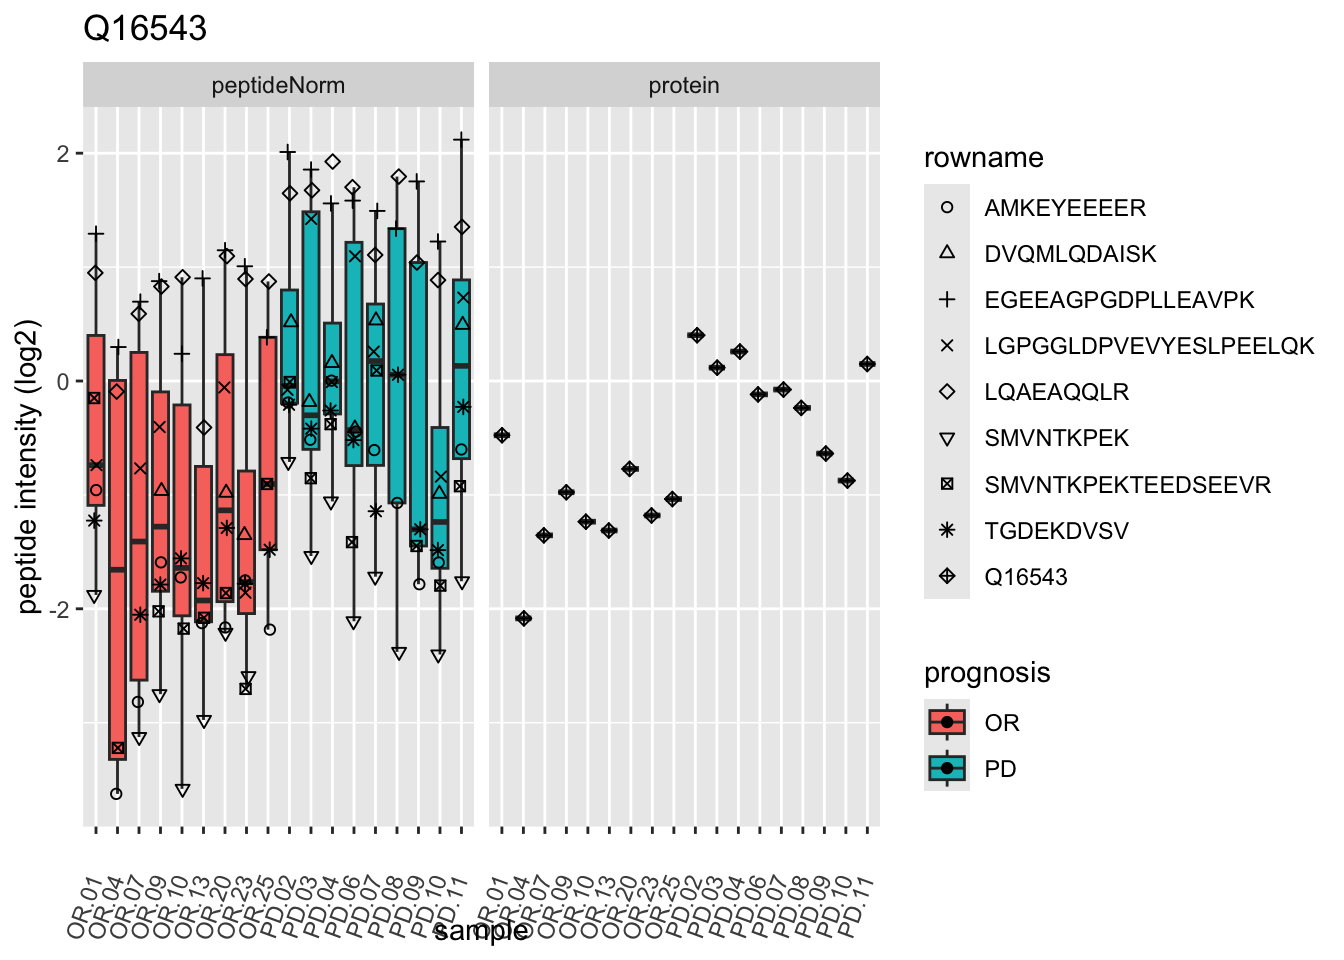 Q16543
peptideNorm
protein
peptide intensity (log2)
2
0
-2
OR.01
OR.04
OR.07
OR.09
OR.10
OR.13
OR.20
OR.23
OR.25
PD.02
PD.03
PD.04
PD.06
PD.07
PD.08
PD.09
PD.10
PD.11
OR.01
OR.04
OR.07
OR.09
OR.10
OR.13
OR.20
OR.23
OR.25
PD.02
PD.03
PD.04
PD.06
PD.07
PD.08
PD.09
PD.10
PD.11
sample
rowname
AMKEYEEEER
DVQMLQDAISK
EGEEAGPGDPLLEAVPK
LGPGGLDPVEVYESLPEELQK
LQAEAQQLR
SMVNTKPEK
SMVNTKPEKTEEDSEEVR
TGDEKDVSV
Q16543
prognosis
OR
PD